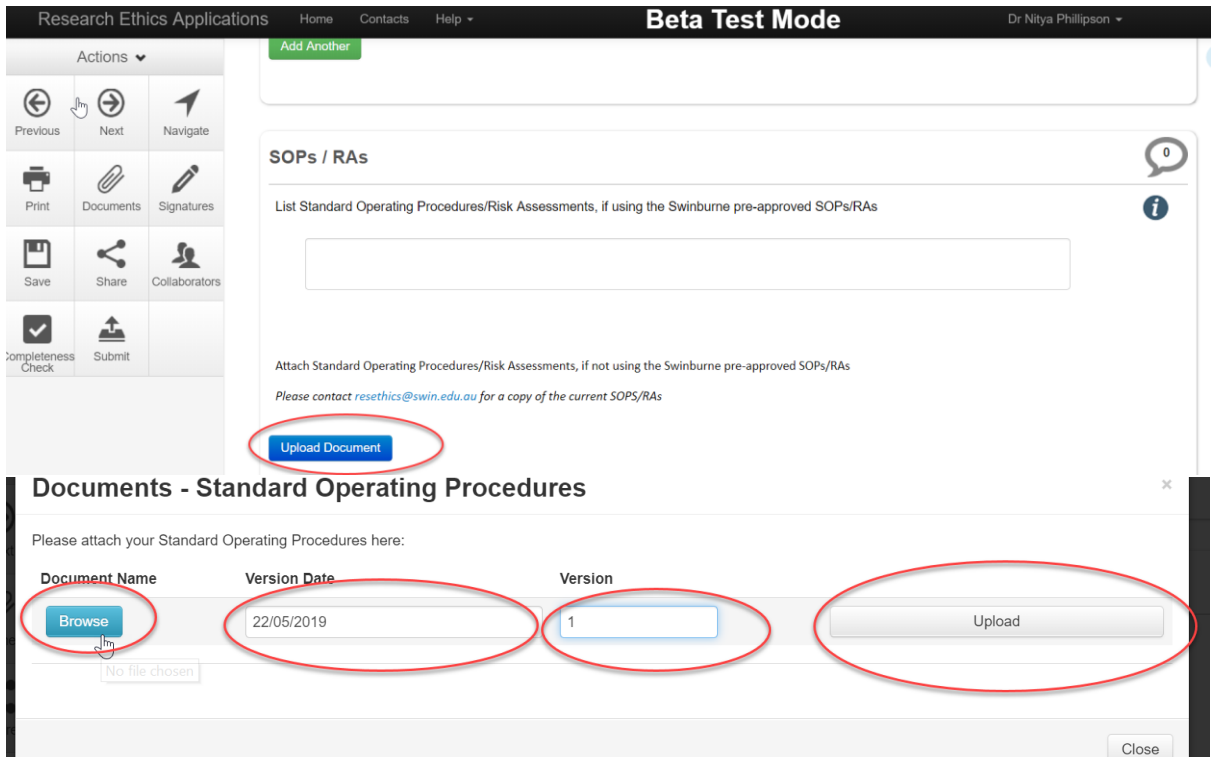 Research Ethics Applications Home Contacts Help Beta Test Mode Dr Nitya Phillipson
Actions
Add Another
Previous Next Navigate
SOPs / RAs
0
Print Documents Signatures
List Standard Operating Procedures/Risk Assessments, if using the Swinburne pre-approved SOPs/RAs
i
Save Share Collaborators
Completeness
Check
Submit
Attach Standard Operating Procedures/Risk Assessments, if not using the Swinburne pre-approved SOPs/RAs
Please contact resethics@swin.edu.au for a copy of the current SOPS/RAs
Upload Document
Documents - Standard Operating Procedures
×
Please attach your Standard Operating Procedures here:
Document Name Version Date Version
Browse 22/05/2019 1 Upload
No file chosen
Close